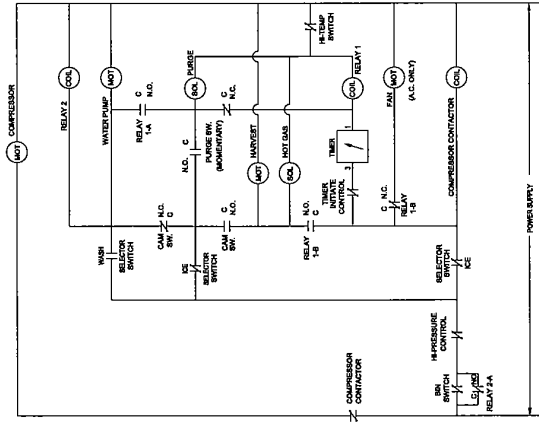 COMPRESSOR
MOT
RELAY 2
COIL
WATER PUMP
MOT
C
N.O.
RELAY
1-A
PURGE
SOL
N.O.
C
PURGE SW.
(MOMENTARY)
C
N.C.
HI-TEMP
SWITCH
HARVEST
MOT
HOT GAS
SOL
RELAY 1
COIL
TIMER
1
3
TIMER
INITIATE
CONTROL
FAN
MOT
(A.C. ONLY)
C N.C.
RELAY
1-B
COMPRESSOR CONTACTOR
COIL
WASH
SELECTOR
SWITCH
N.O.
C
CAM
SW.
ICE
SELECTOR
SWITCH
C
N.O.
CAM
SW.
N.O.
C
RELAY
1-B
SELECTOR
SWITCH
ICE
HI-PRESSURE
CONTROL
BIN
SWITCH
C
NO
RELAY 2-A
COMPRESSOR
CONTACTOR
POWER SUPPLY